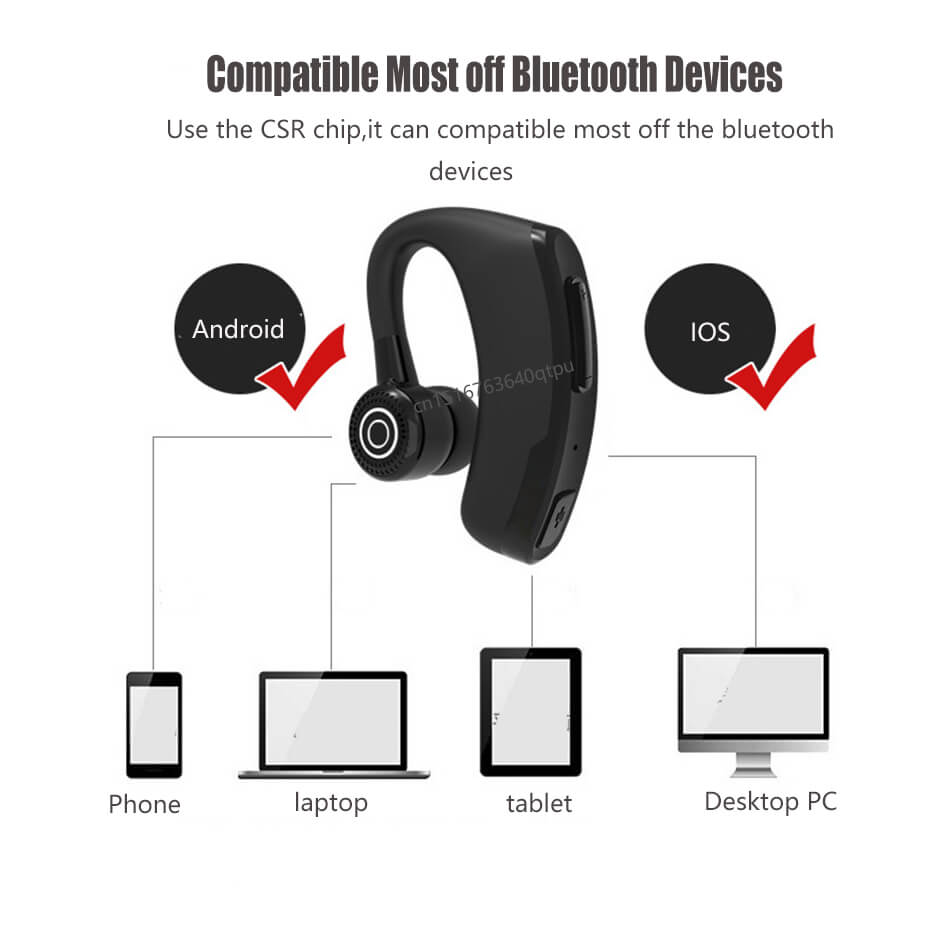 Compatible Most off Bluetooth Devices
Use the CSR chip,it can compatible most off the bluetooth
devices
Android
IOS
cn1516763640qtpu
Phone
laptop
tablet
Desktop PC